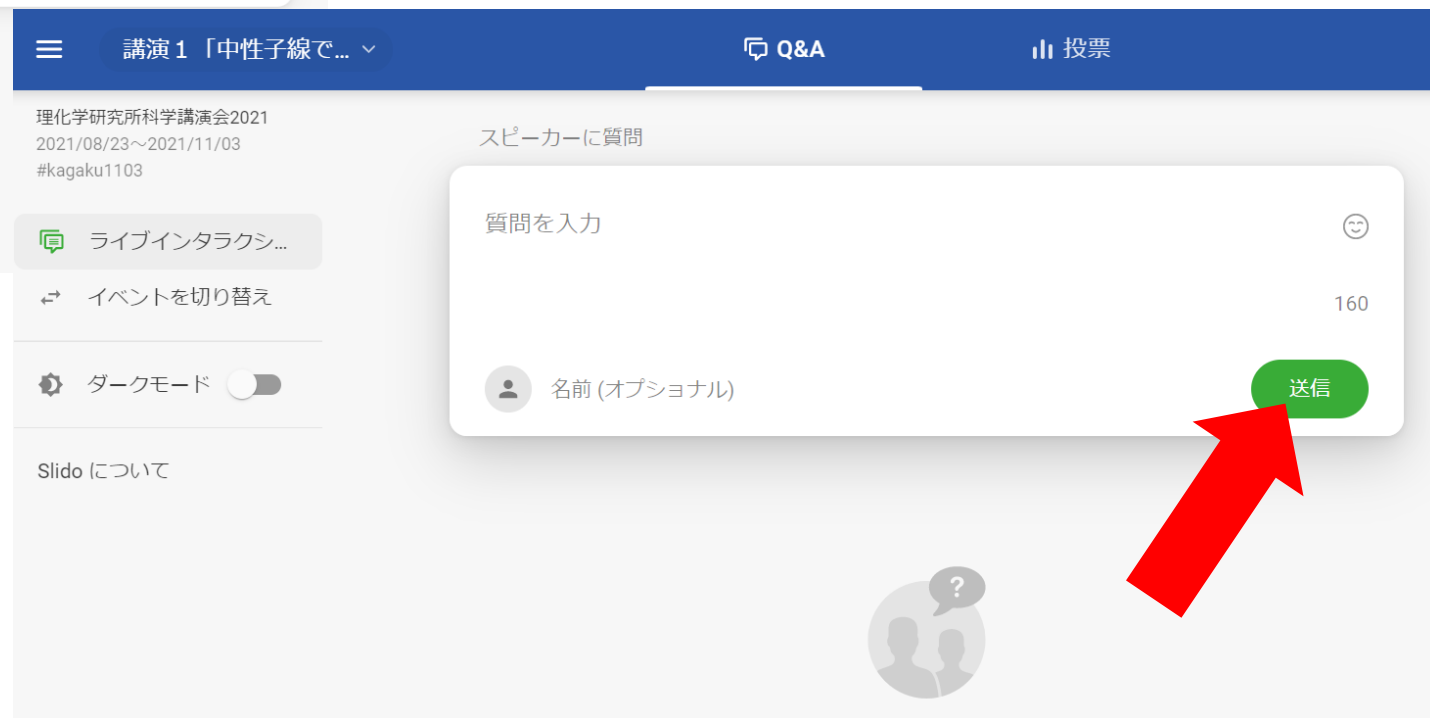 講演1「中性子線で...
Q&A
投票
理化学研究所科学講演会2021
2021/08/23～2021/11/03
#kagaku1103
ライブインタラクシ...
イベントを切り替え
ダークモード
Slido について
スピーカーに質問
質問を入力
160
名前 (オプショナル)
送信
?